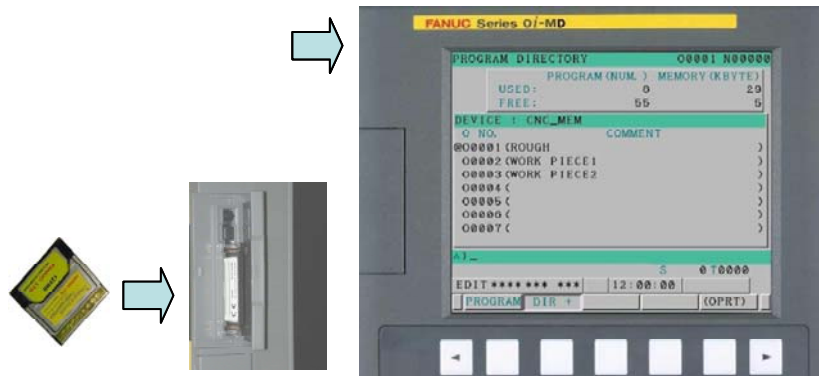 FANUC Series 0i-MD
PROGRAM DIRECTORY O0001 N00000
PROGRAM (NUM.) MEMORY (KBYTE)
USED: 0 29
FREE: 55 5
DEVICE : CNC_MEM
O NO. COMMENT
@O0001 (ROUGH )
O0002 (WORK PIECE1 )
O0003 (WORK PIECE2 )
O0004 ( )
O0005 ( )
O0006 ( )
O0007 ( )
A)_
S 0 T0000
EDIT **** *** *** 12:00:00
PROGRAM DIR + (OPRT)